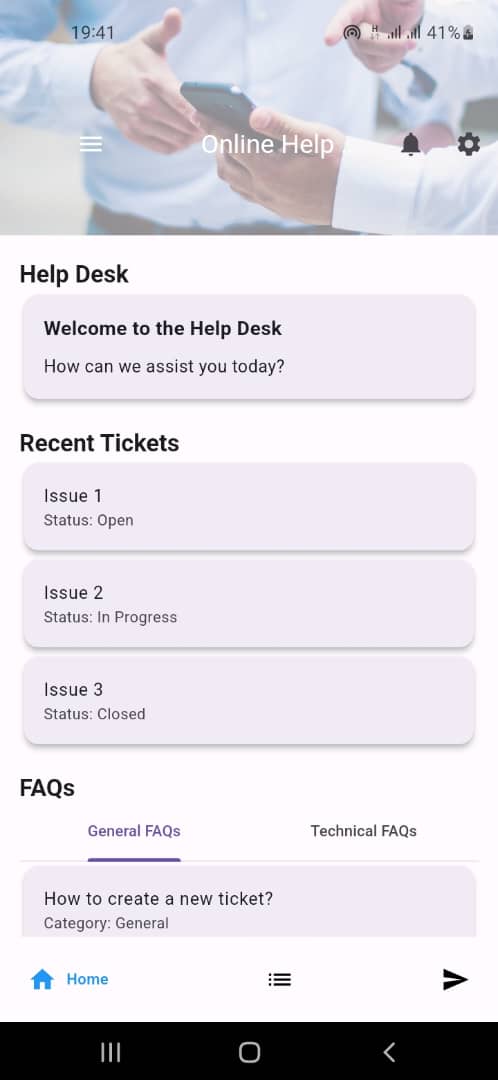 19:41
H
41%
Online Help ..
Help Desk
Welcome to the Help Desk
How can we assist you today?
Recent Tickets
Issue 1
Status: Open
Issue 2
Status: In Progress
Issue 3
Status: Closed
FAQs
General FAQs
Technical FAQs
How to create a new ticket?
Category: General
Home